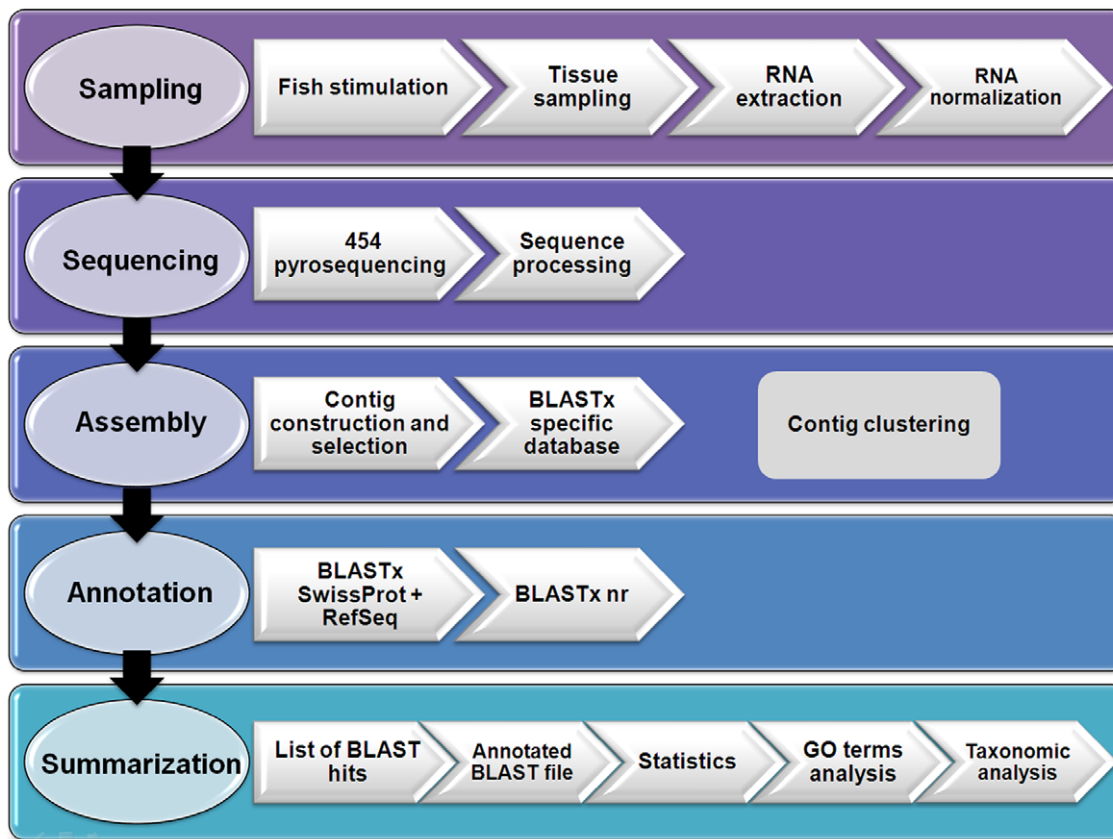 Sampling
Fish stimulation
Tissue
sampling
RNA
extraction
RNA
normalization
Sequencing
454
pyrosequencing
Sequence
processing
Assembly
Contig
construction and
selection
BLASTx
specific
database
Contig clustering
Annotation
BLASTx
SwissProt +
RefSeq
BLASTx nr
Summarization
List of BLAST
hits
Annotated
BLAST file
Statistics
GO terms
analysis
Taxonomic
analysis